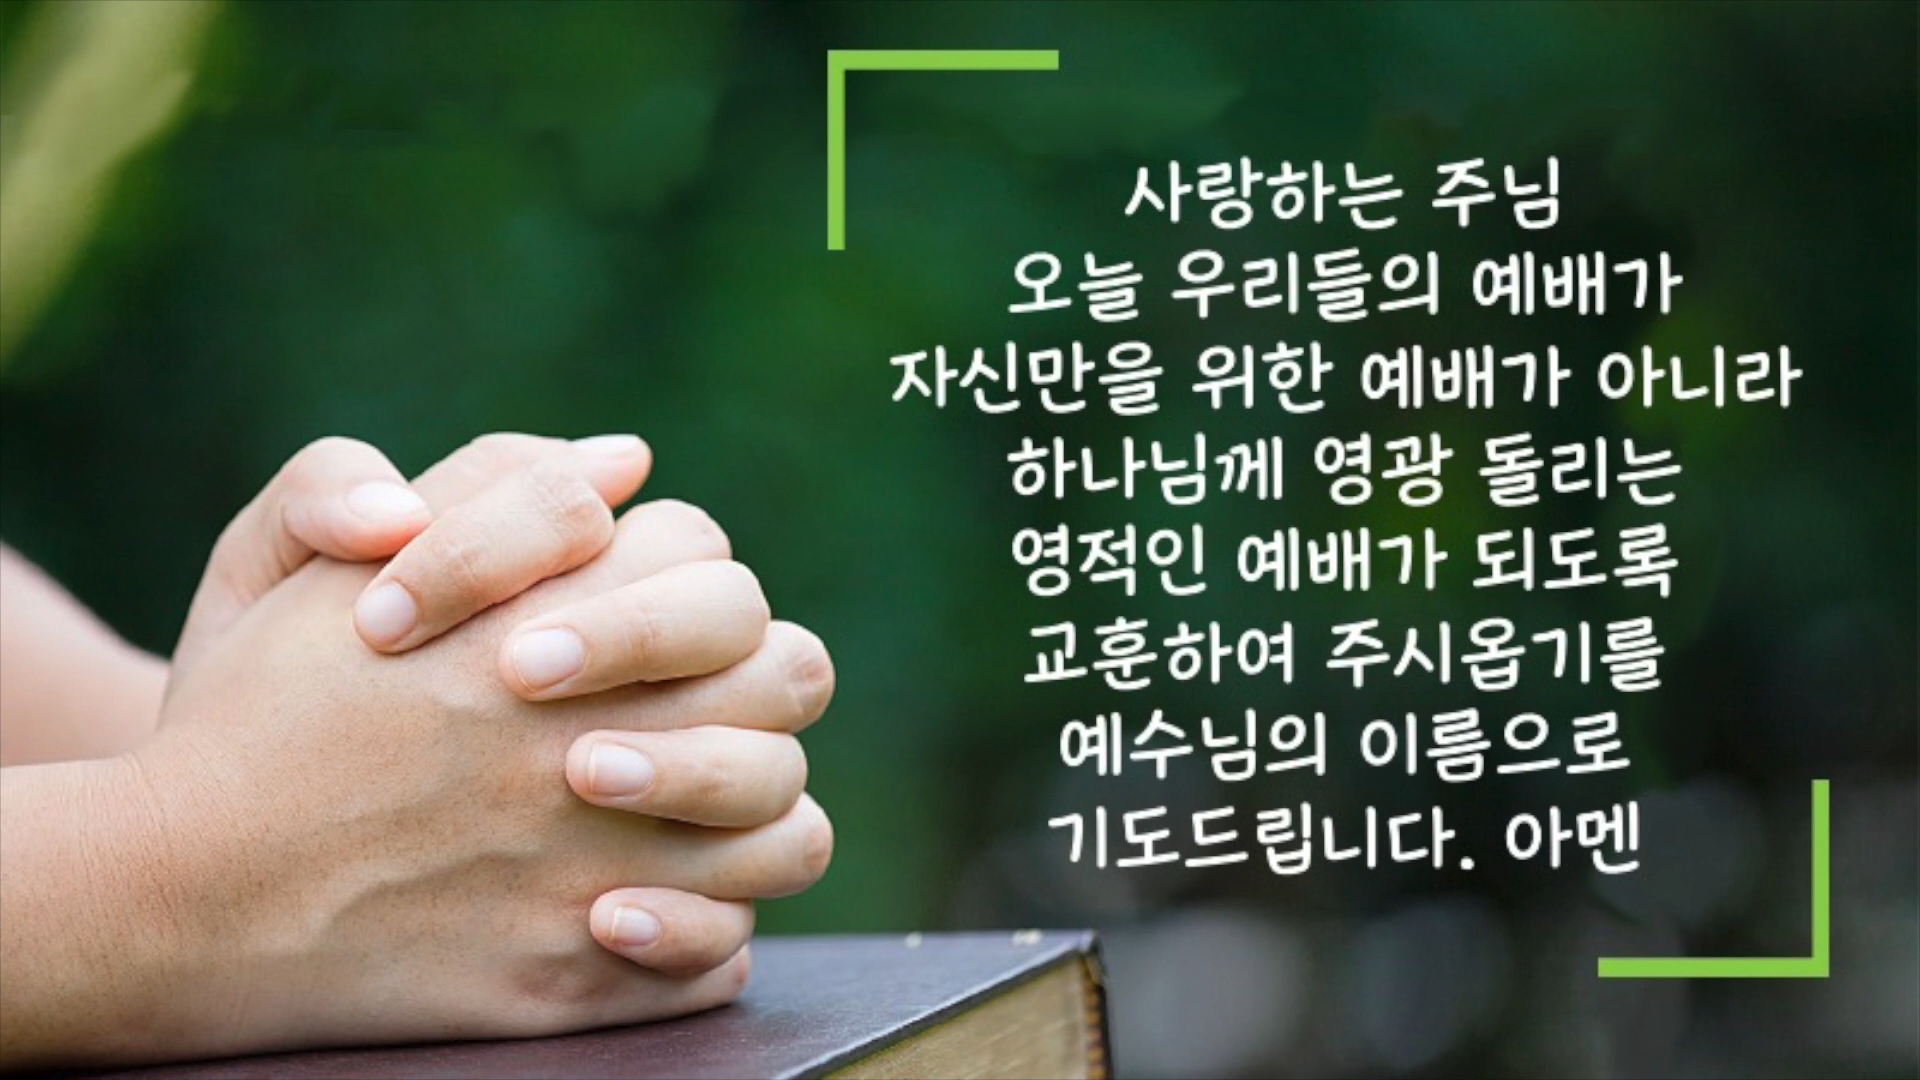 사랑하는 주님
오늘 우리들의 예배가
자신만을 위한 예배가 아니라
하나님께 영광 돌리는
영적인 예배가 되도록
교훈하여 주시옵기를
예수님의 이름으로
기도드립니다. 아멘